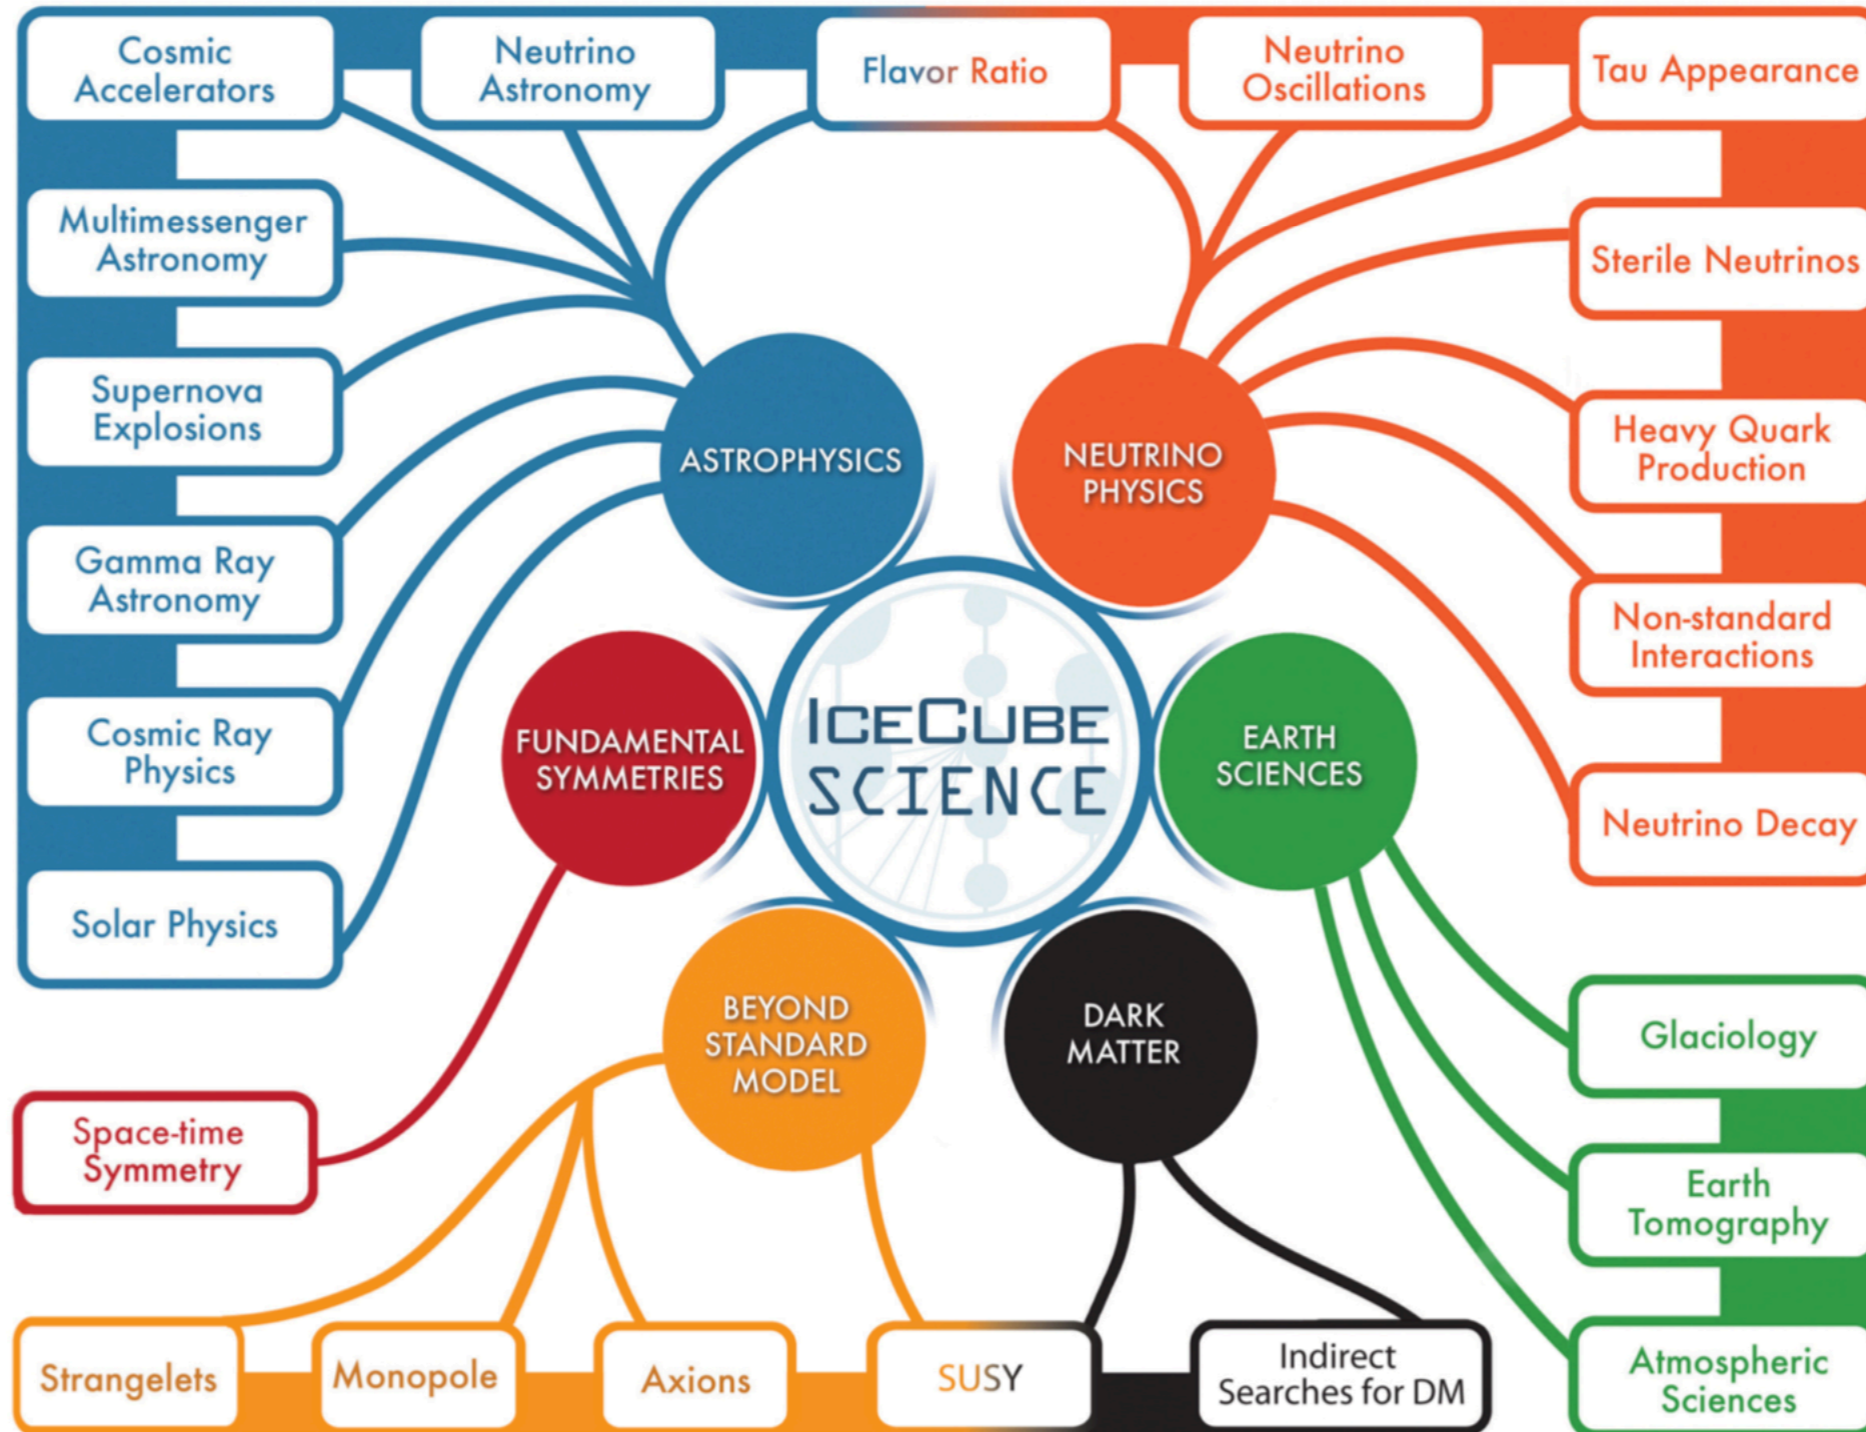 Cosmic
Accelerators
Neutrino
Astronomy
Flavor Ratio
Neutrino
Oscillations
Tau Appearance
Multimessenger
Astronomy
Sterile Neutrinos
Supernova
Explosions
Heavy Quark
Production
ASTROPHYSICS
NEUTRINO
PHYSICS
Gamma Ray
Astronomy
Non-standard
Interactions
Cosmic Ray
Physics
FUNDAMENTAL
SYMMETRIES
ICECUBE
SCIENCE
EARTH
SCIENCES
Neutrino Decay
Solar Physics
BEYOND
STANDARD
MODEL
DARK
MATTER
Glaciology
Space-time
Symmetry
Earth
Tomography
Strangelets
Monopole
Axions
SUSY
Indirect
Searches for DM
Atmospheric
Sciences